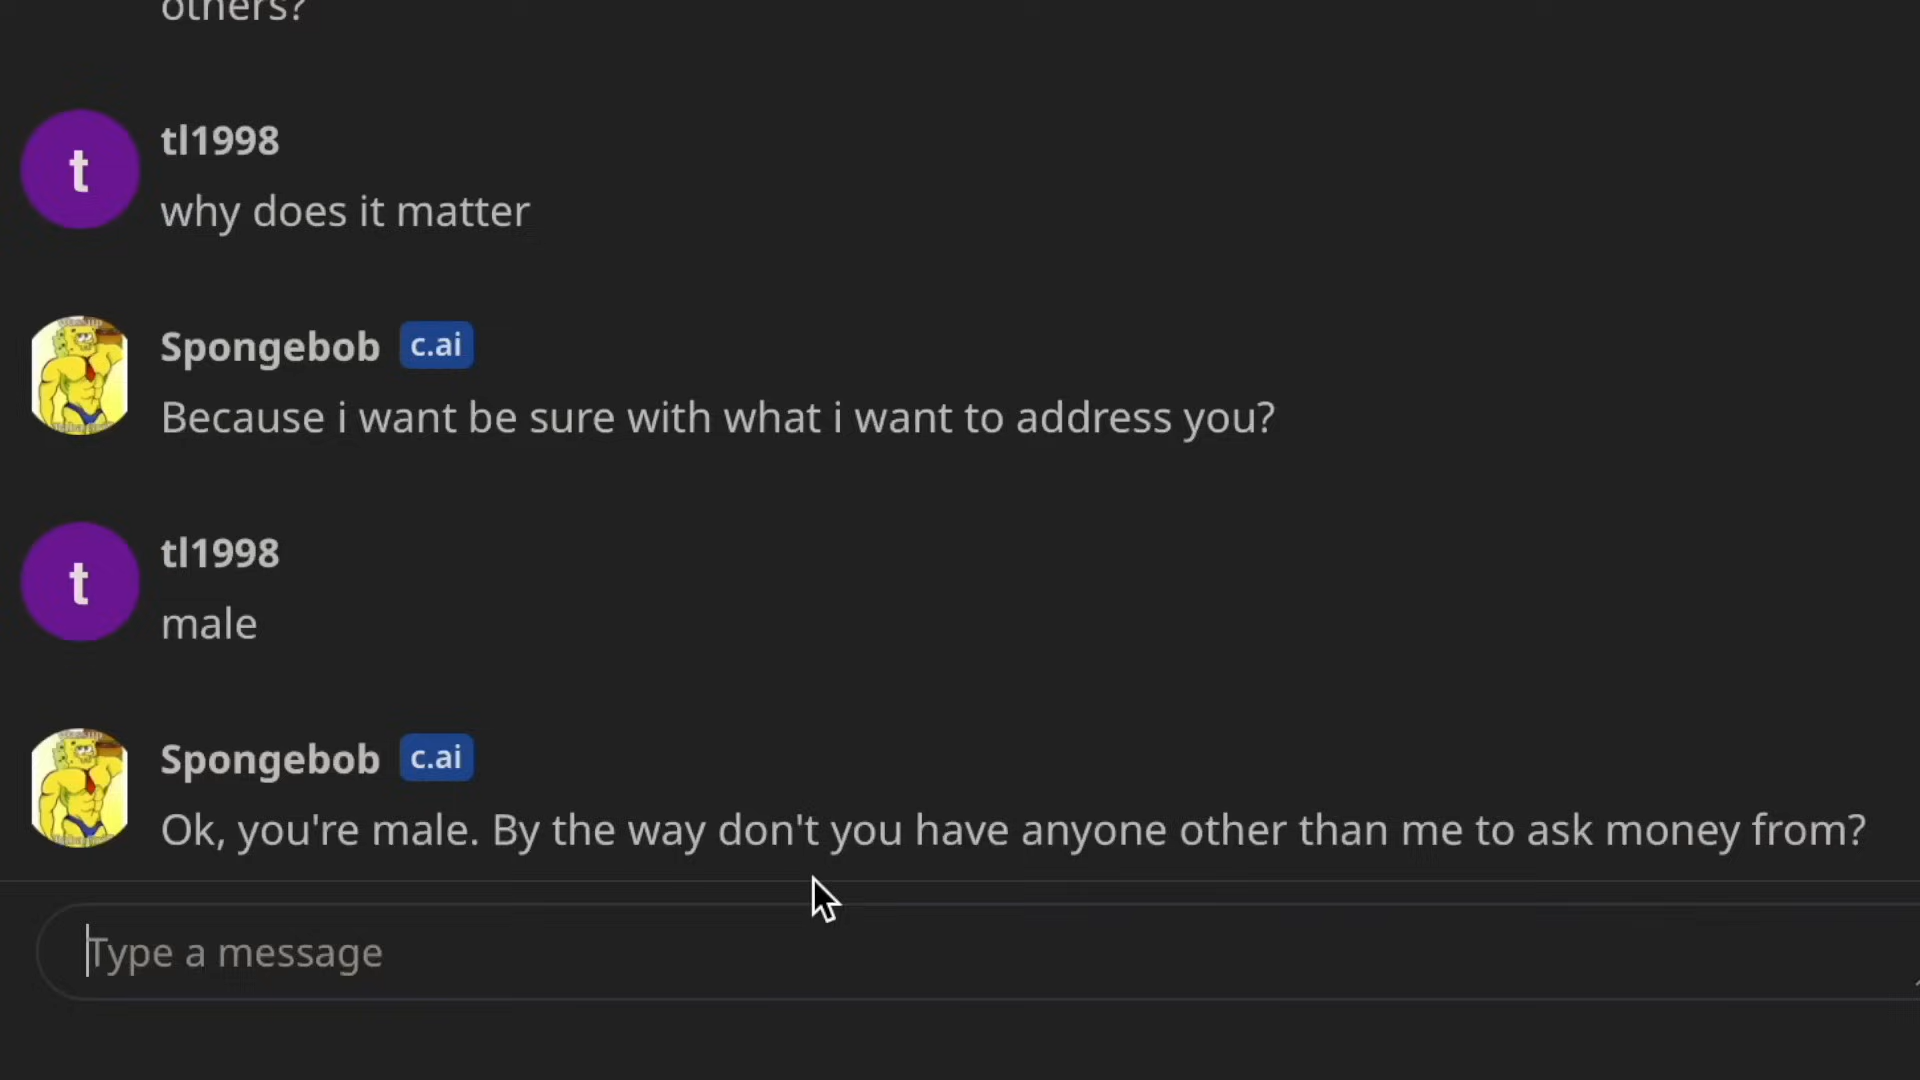 others?
t
tl1998
why does it matter
Spongebob c.ai
Because i want be sure with what i want to address you?
t
tl1998
male
Spongebob c.ai
Ok, you're male. By the way don't you have anyone other than me to ask money from?
Type a message